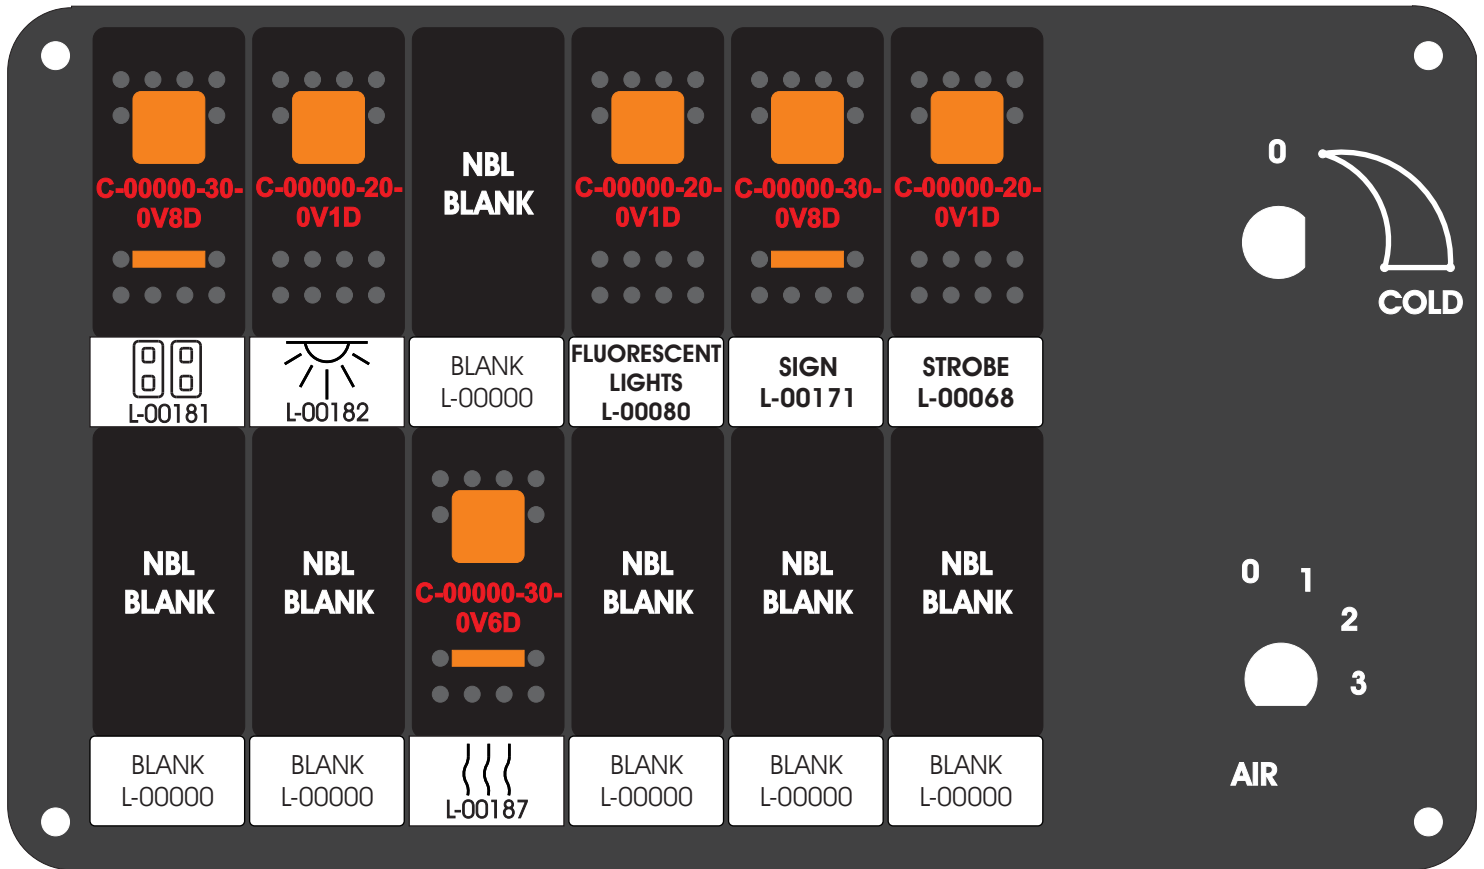 C-00000-30-
0V8D
C-00000-20-
0V1D
NBL
BLANK
C-00000-20-
0V1D
C-00000-30-
0V8D
C-00000-20-
0V1D
L-00181
L-00182
BLANK
L-00000
FLUORESCENT
LIGHTS
L-00080
SIGN
L-00171
STROBE
L-00068
NBL
BLANK
NBL
BLANK
C-00000-30-
0V6D
NBL
BLANK
NBL
BLANK
NBL
BLANK
BLANK
L-00000
BLANK
L-00000
L-00187
BLANK
L-00000
BLANK
L-00000
BLANK
L-00000
0
COLD
0
1
2
3
AIR